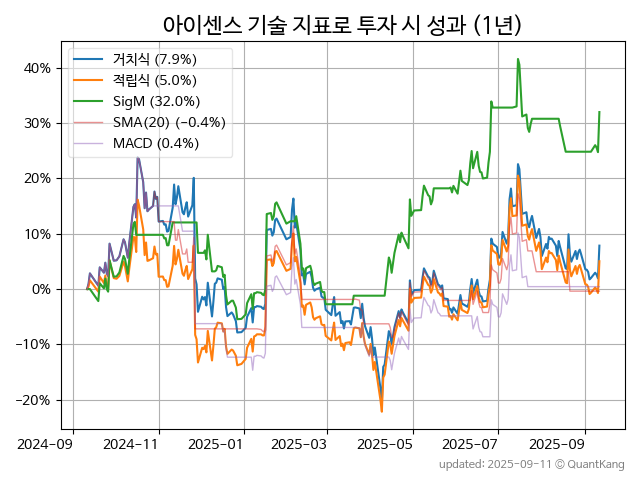 아이센스 기술 지표로 투자 시 성과 (1년)
거치식 (7.9%)
적립식 (5.0%)
SigM (32.0%)
SMA(20) (-0.4%)
MACD (0.4%)
40%
30%
20%
10%
0%
-10%
-20%
2024-09 2024-11 2025-01 2025-03 2025-05 2025-07 2025-09
updated: 2025-09-11 © QuantKang